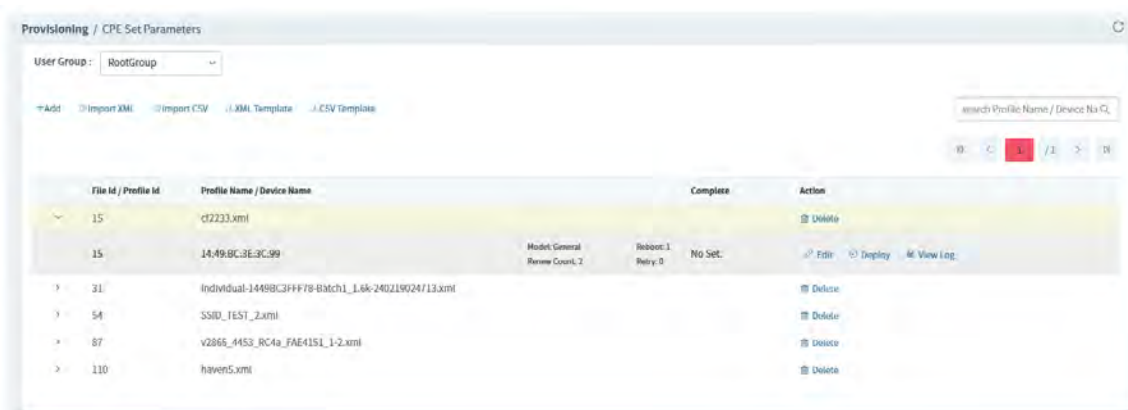 Provisioning / CPE Set Parameters
User Group : RootGroup
+Add Import XML Import CSV XML Template CSV Template
search Profile Name / Device Na
1 / 1
File Id / Profile Id Profile Name / Device Name Complete Action
15 cf2233.xml Delete
15 14:49:BC:3E:3C:99 Model: General Reboot: 1 No Set. Edit Deploy View Log
Renew Count: 2 Retry: 0
31 Individual-1449BC3FFF78-Batch1_1.6k-240219024713.xml Delete
54 SSID_TEST_2.xml Delete
87 v2866_4453_RC4a_FAE4151_1-2.xml Delete
110 haven5.xml Delete